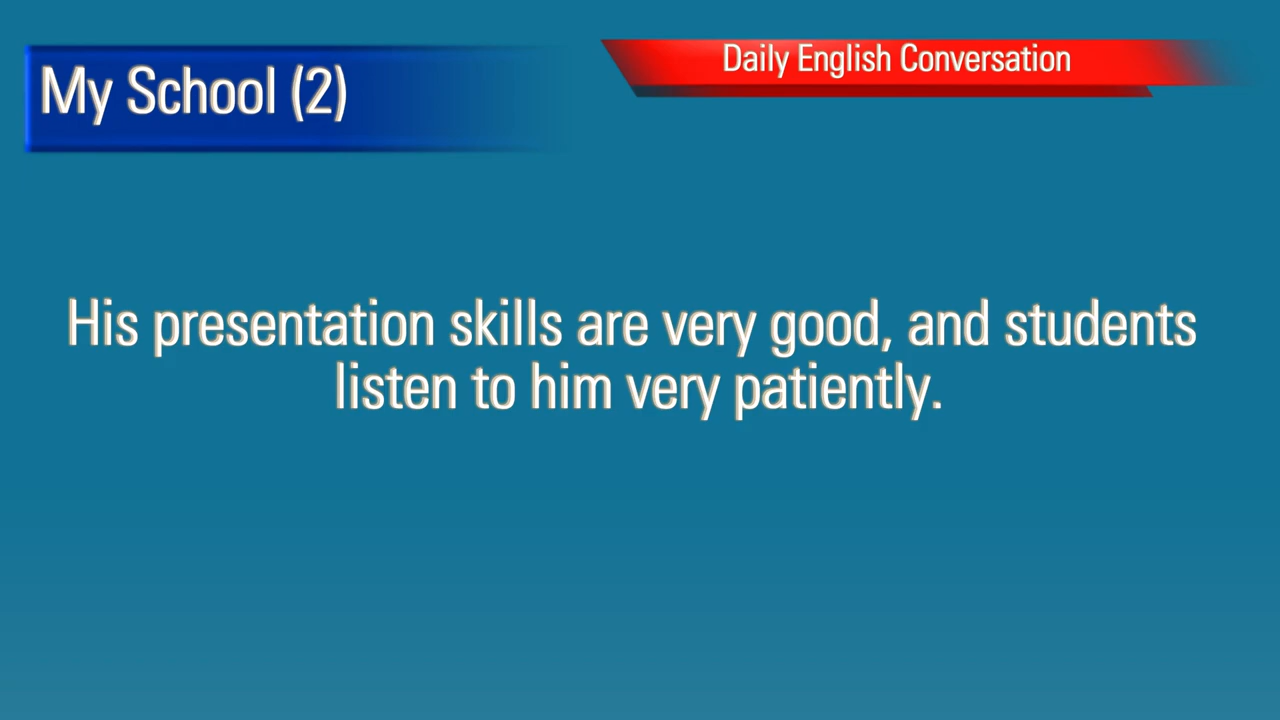 My School (2)
Daily English Conversation
His presentation skills are very good, and students
listen to him very patiently.